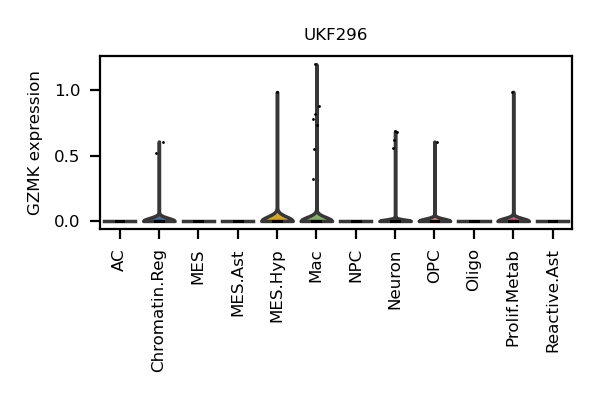 UKF296
GZMK expression
1.0
0.5
0.0
AC
Chromatin.Reg
MES
MES.Ast
MES.Hyp
Mac
NPC
Neuron
OPC
Oligo
Prolif.Metab
Reactive.Ast